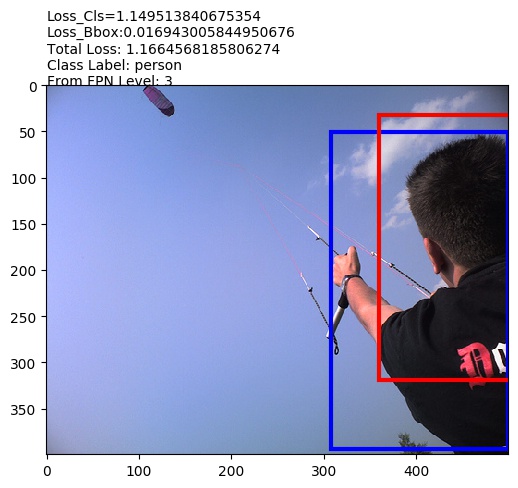 Loss_Cls=1.149513840675354
Loss_Bbox:0.016943005844950676
Total Loss: 1.1664568185806274
Class Label: person
From FPN Level: 3
0
50
100
150
200
250
300
350
0
100
200
300
400